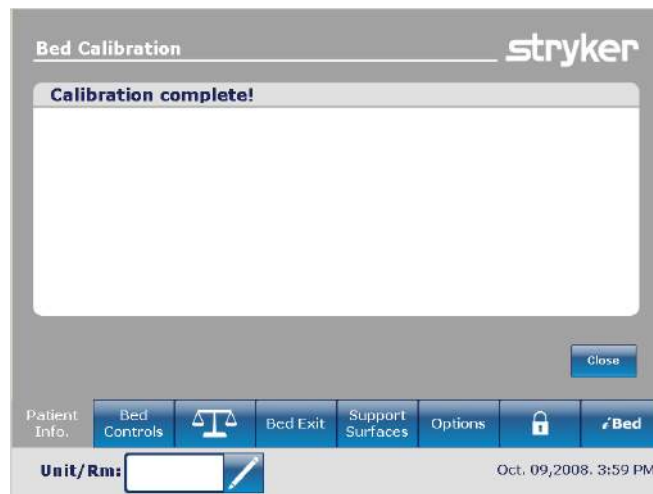 Bed Calibration
stryker
Calibration complete!
Close
Patient Info.
Bed Controls
Bed Exit
Support Surfaces
Options
iBed
Unit/Rm:
Oct. 09,2008. 3:59 PM